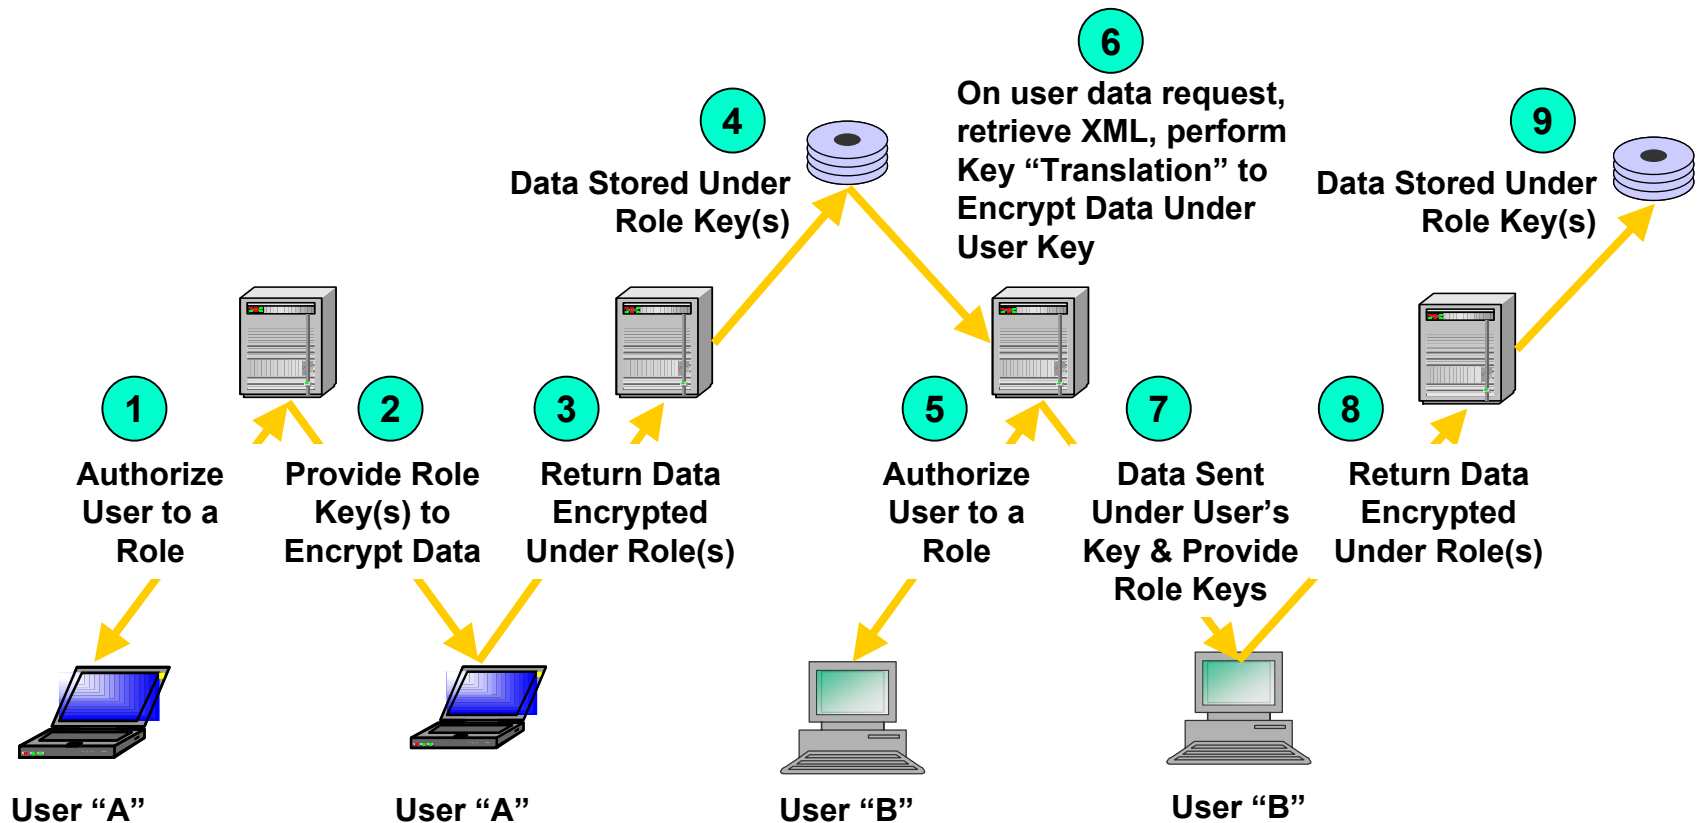 6
On user data request,
retrieve XML, perform
Key “Translation” to
Encrypt Data Under
User Key
4
Data Stored Under
Role Key(s)
9
Data Stored Under
Role Key(s)
1
Authorize
User to a
Role
2
Provide Role
Key(s) to
Encrypt Data
3
Return Data
Encrypted
Under Role(s)
5
Authorize
User to a
Role
7
Data Sent
Under User’s
Key & Provide
Role Keys
8
Return Data
Encrypted
Under Role(s)
User “A”
User “A”
User “B”
User “B”